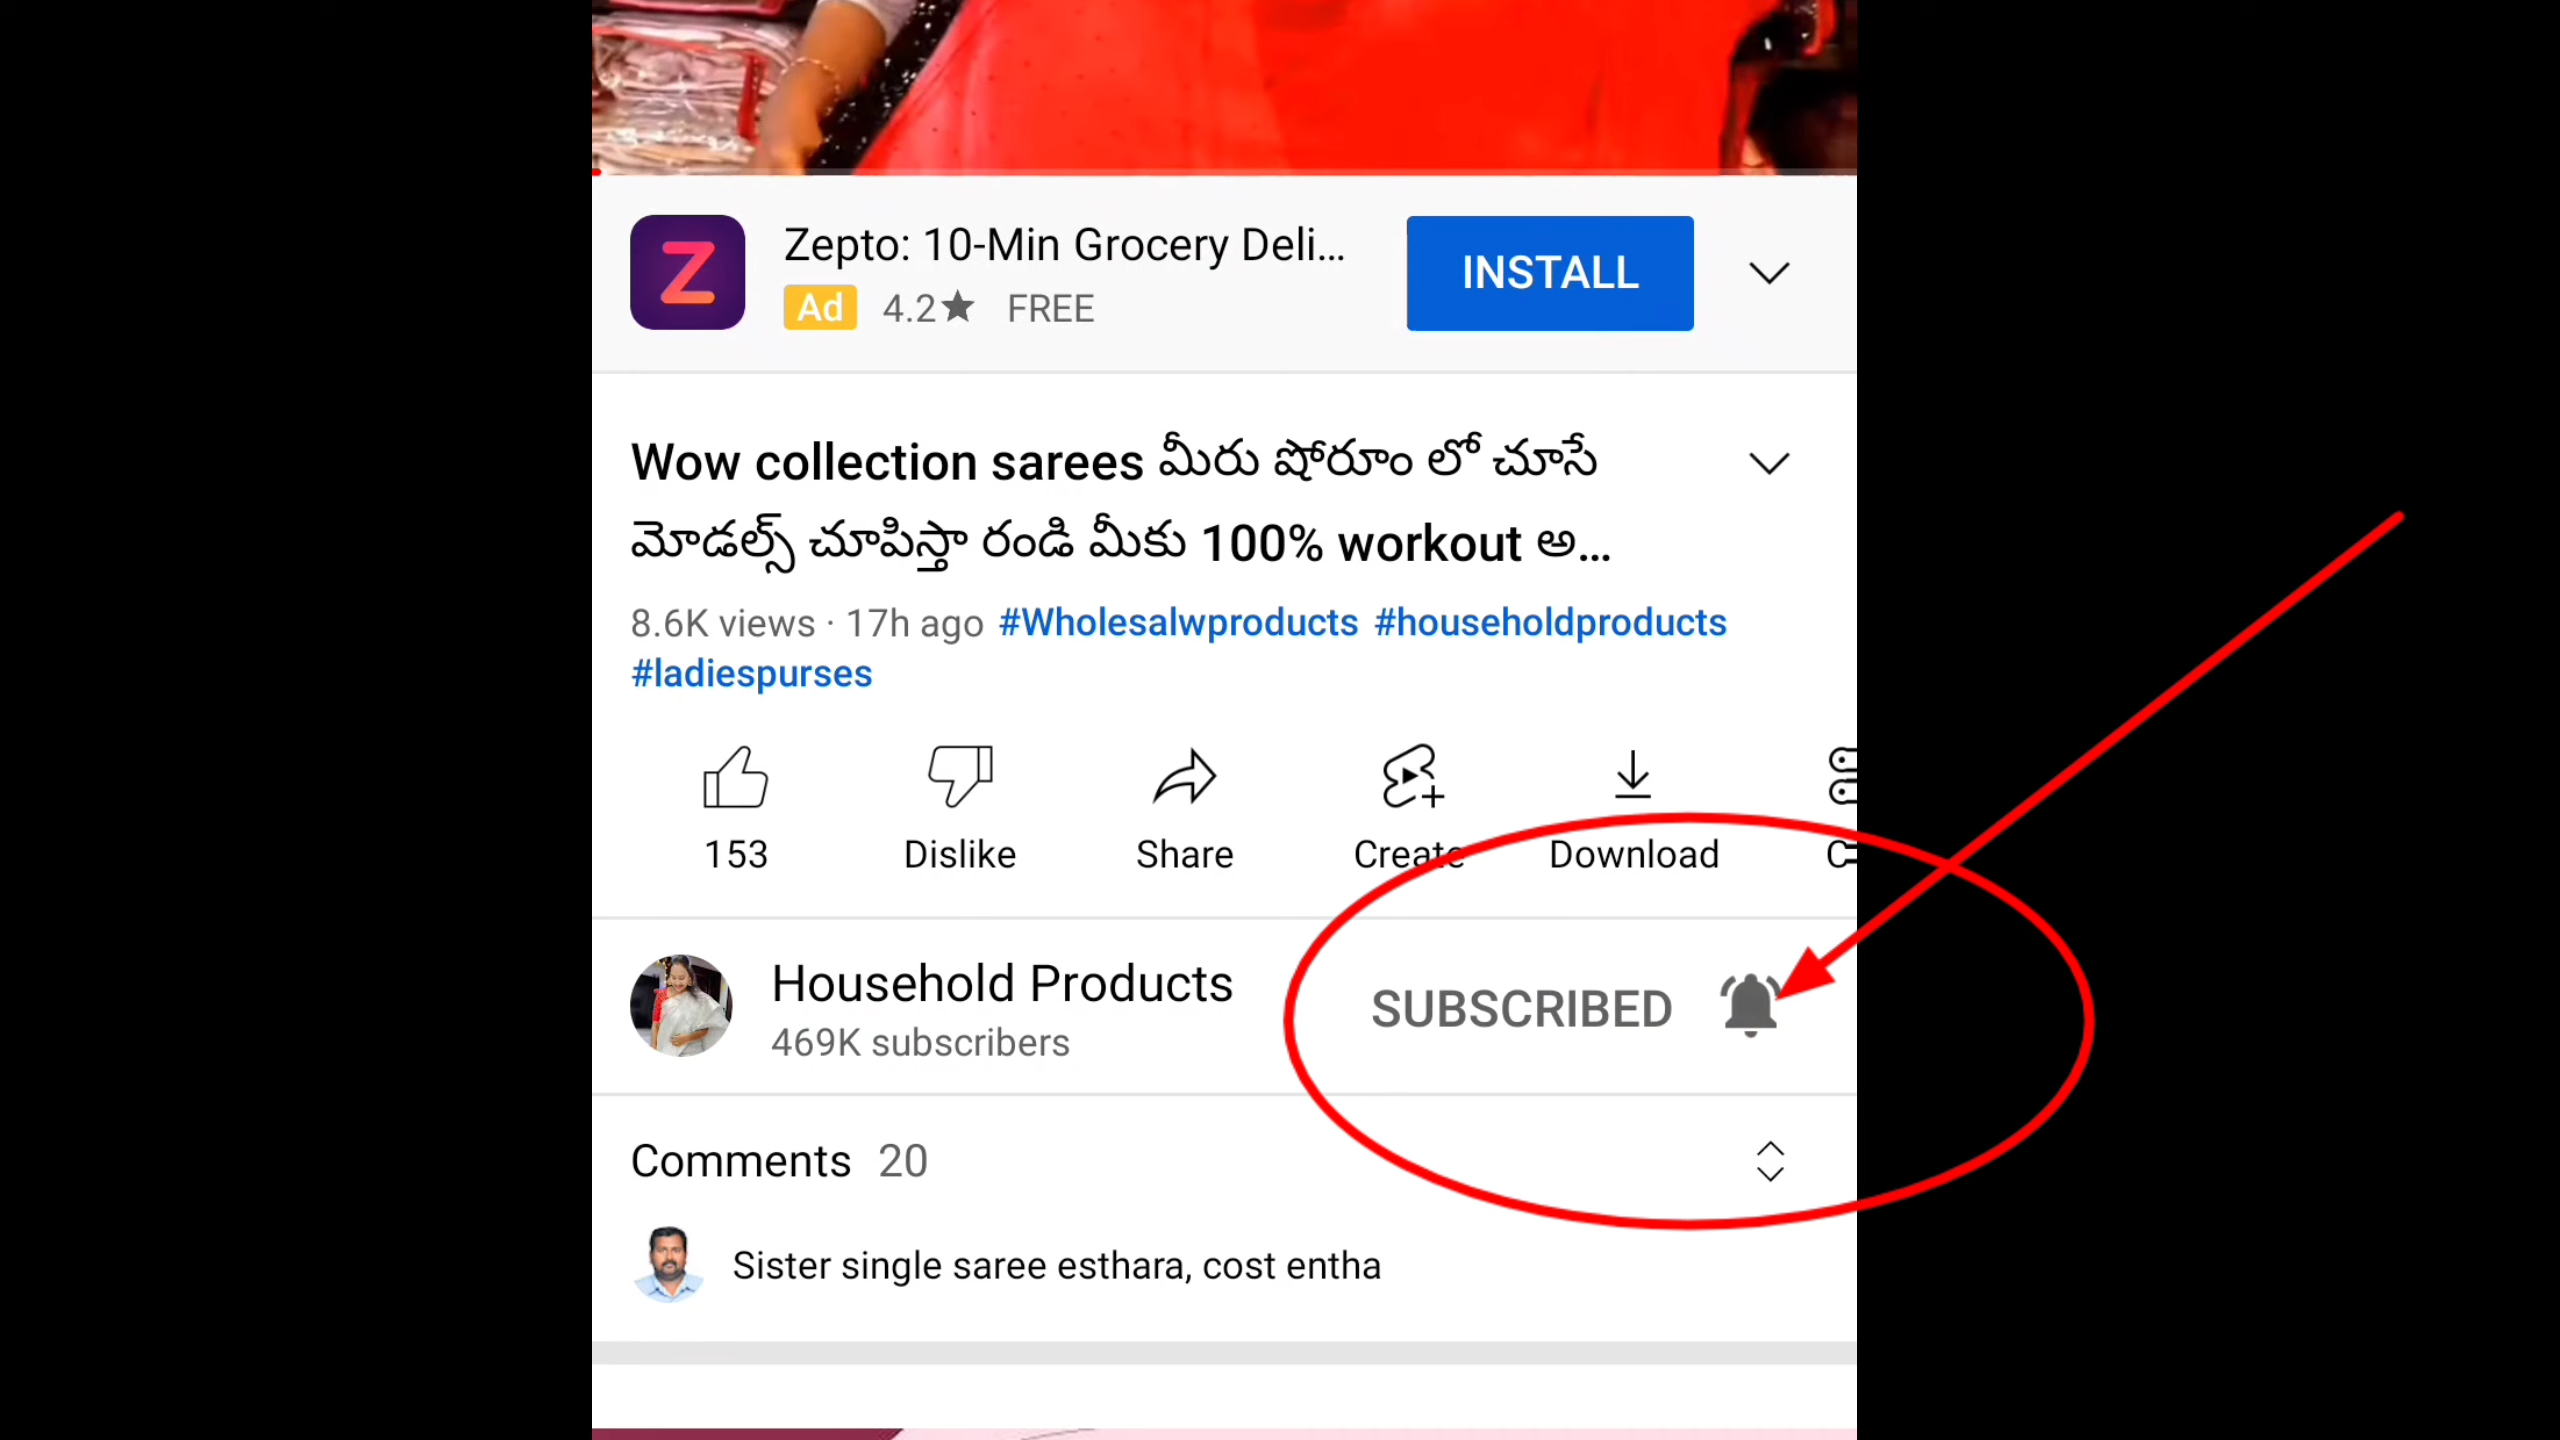 Z
Zepto: 10-Min Grocery Deli...
INSTALL
Ad 4.2★ FREE
Wow collection sarees మీరు షోరూం లో చూసే
మోడల్స్ చూపిస్తా రండి మీకు 100% workout అ...
8.6K views · 17h ago #Wholesalwproducts #householdproducts
#ladiespurses
153 Dislike Share Create Download
Household Products
469K subscribers
SUBSCRIBED
Comments 20
Sister single saree esthara, cost entha